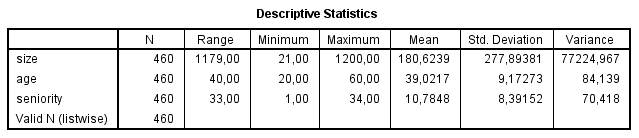 Descriptive Statistics
N Range Minimum Maximum Mean Std. Deviation Variance
size 460 1179,00 21,00 1200,00 180,6239 277,89381 77224,967
age 460 40,00 20,00 60,00 39,0217 9,17273 84,139
seniority 460 33,00 1,00 34,00 10,7848 8,39152 70,418
Valid N (listwise) 460